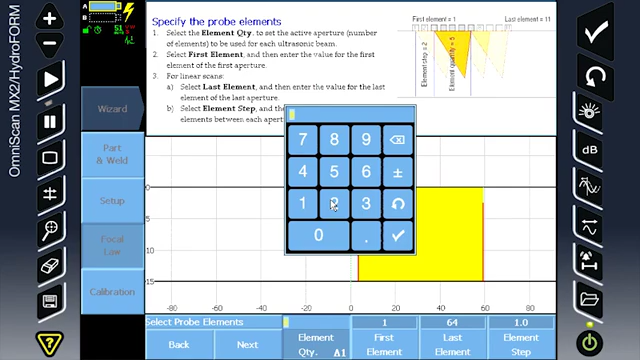 OmniScan MX2/HydroFORM
A
B
Specify the probe elements
1. Select the Element Qty. to set the active aperture (number
of elements) to be used for each ultrasonic beam.
2. Select First Element, and then enter the value for the first
element of the first aperture.
3. For linear scans:
a) Select Last Element, and then enter the value for the last
element of the last aperture.
b) Select Element Step, and
elements between, each apert
First element = 1
Last element = 11
Element step = 2
Element quantity = 5
Wizard
Part
& Weld
Setup
Focal
Law
Calibration
7 8 9
4 5 6 ±
1 2 3
0 .
0
-5
-10
-15
-80 -60 -40 -20 0 20 40 60 80
Select Probe Elements
1
64
1.0
Back
Next
Element
Qty. Δ1
First
Element
Last
Element
Element
Step
dB
?